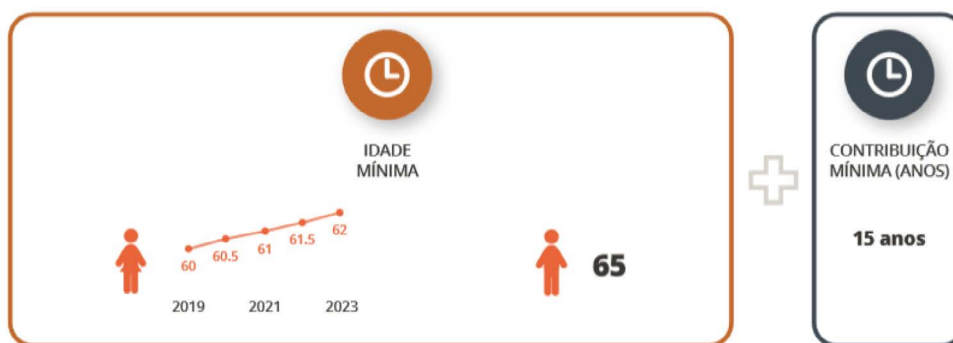 IDADE
MÍNIMA
60
60.5
61
61.5
62
2019
2021
2023
65
CONTRIBUIÇÃO
MÍNIMA (ANOS)
15 anos